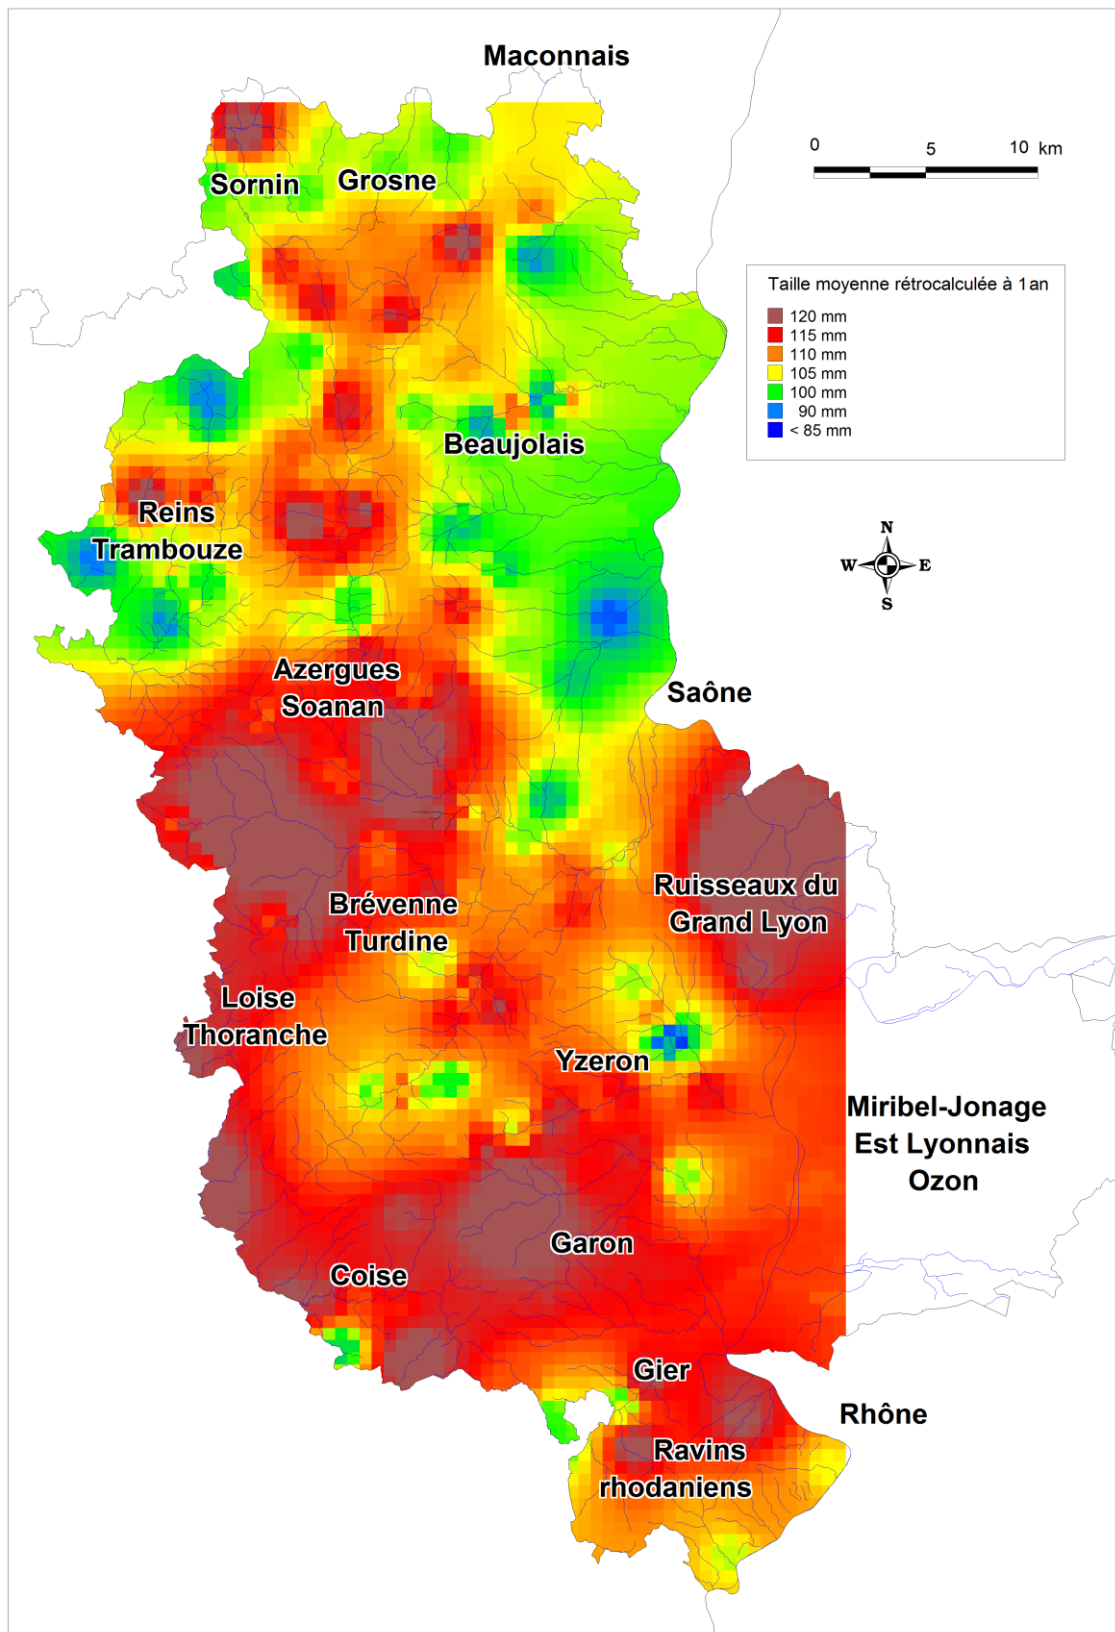 Maconnais
0 5 10 km
Sornin
Grosne
Taille moyenne rétrocalculée à 1an
120 mm
115 mm
110 mm
105 mm
100 mm
90 mm
< 85 mm
Beaujolais
Reins
Trambouze
N
W E
S
Azergues
Soanan
Saône
Ruisseaux du
Grand Lyon
Brévenne
Turdine
Loise
Thoranche
Yzeron
Miribel-Jonage
Est Lyonnais
Ozon
Garon
Coise
Gier
Rhône
Ravins
rhodaniens